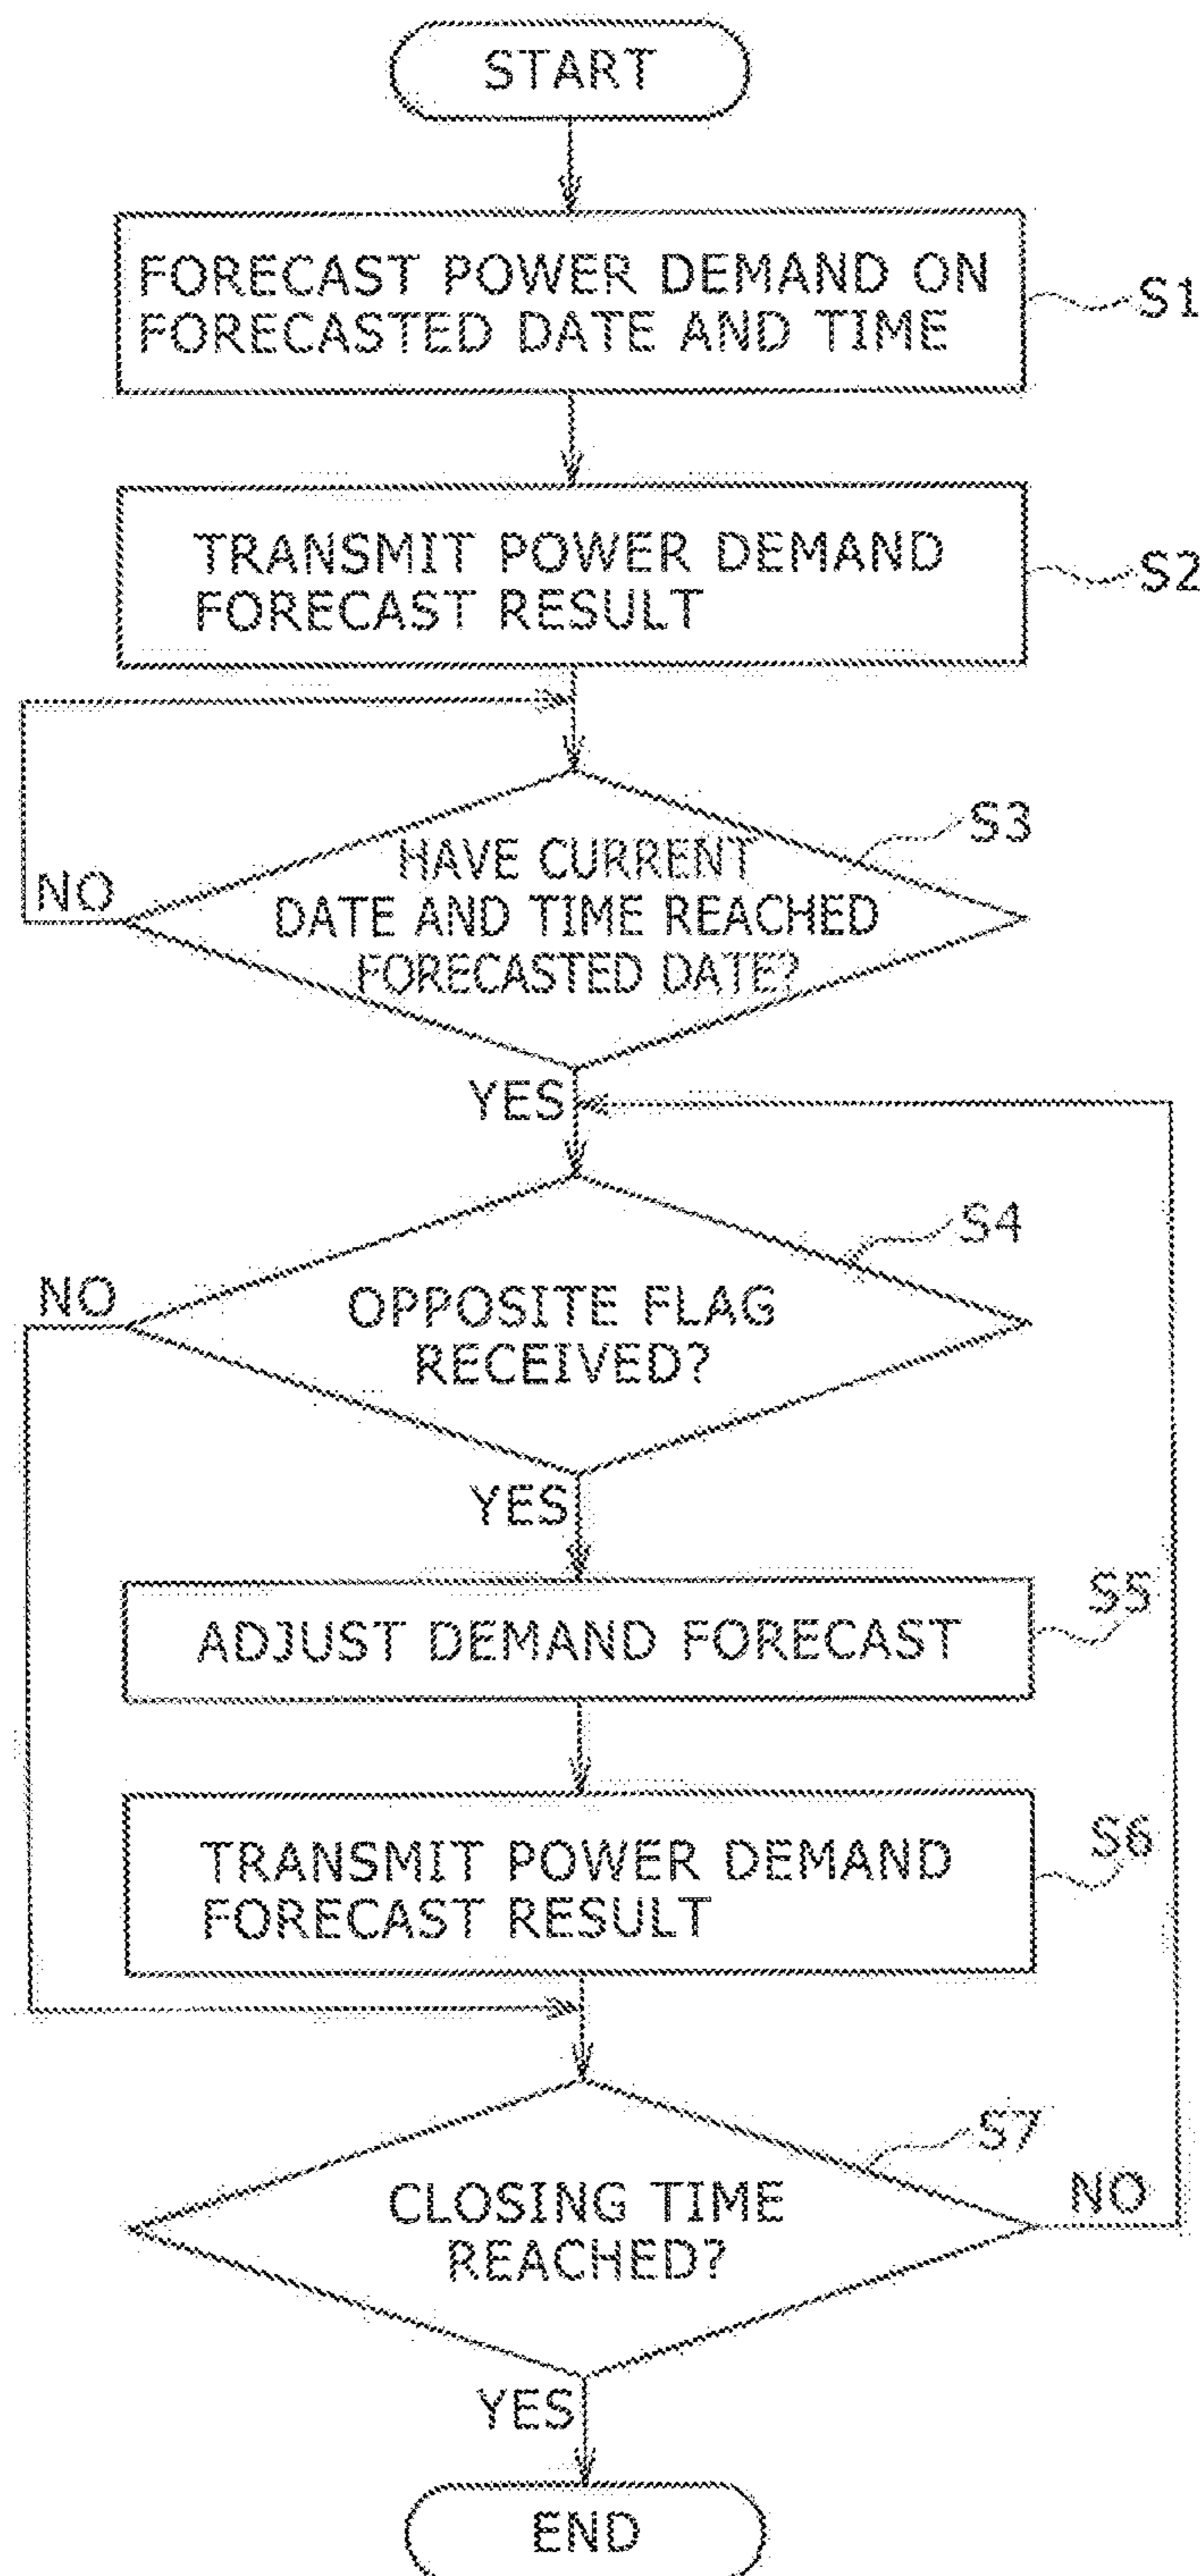 START
FORECAST POWER DEMAND ON
FORECASTED DATE AND TIME
S1
TRANSMIT POWER DEMAND
FORECAST RESULT
S2
S3
HAVE CURRENT
DATE AND TIME REACHED
FORECASTED DATE?
NO
YES
S4
OPPOSITE FLAG
RECEIVED?
NO
YES
ADJUST DEMAND FORECAST
S5
TRANSMIT POWER DEMAND
FORECAST RESULT
S6
S7
CLOSING TIME
REACHED?
NO
YES
END